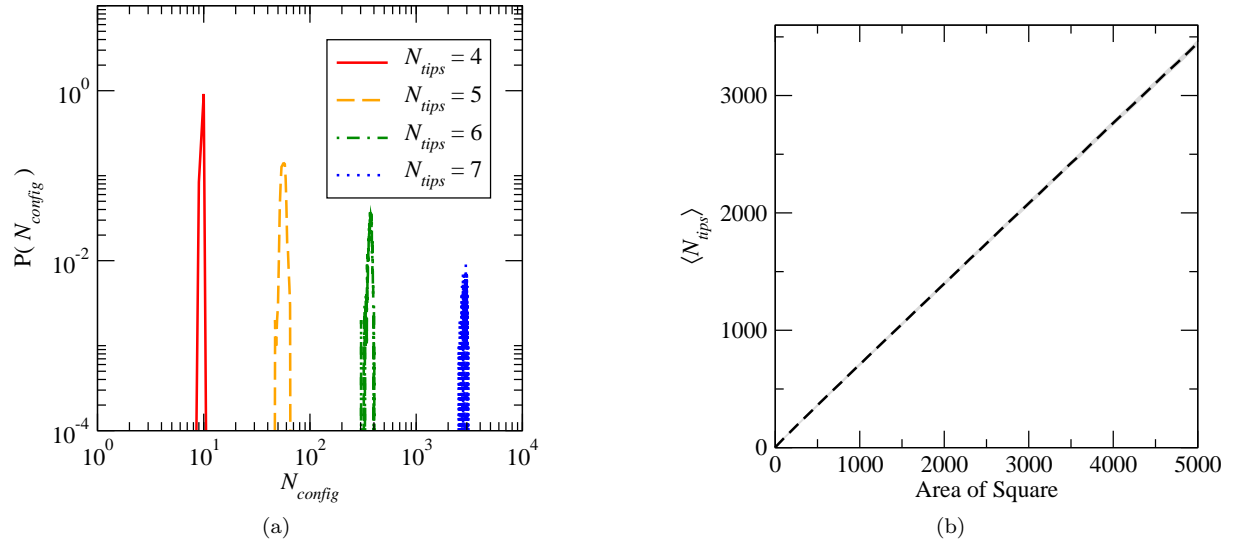 10^0
10^-2
10^-4
P( N_config )
10^0
10^1
10^2
10^3
10^4
N_config
N_tips = 4
N_tips = 5
N_tips = 6
N_tips = 7
(a)
3000
2000
1000
0
⟨N_tips⟩
0
1000
2000
3000
4000
5000
Area of Square
(b)